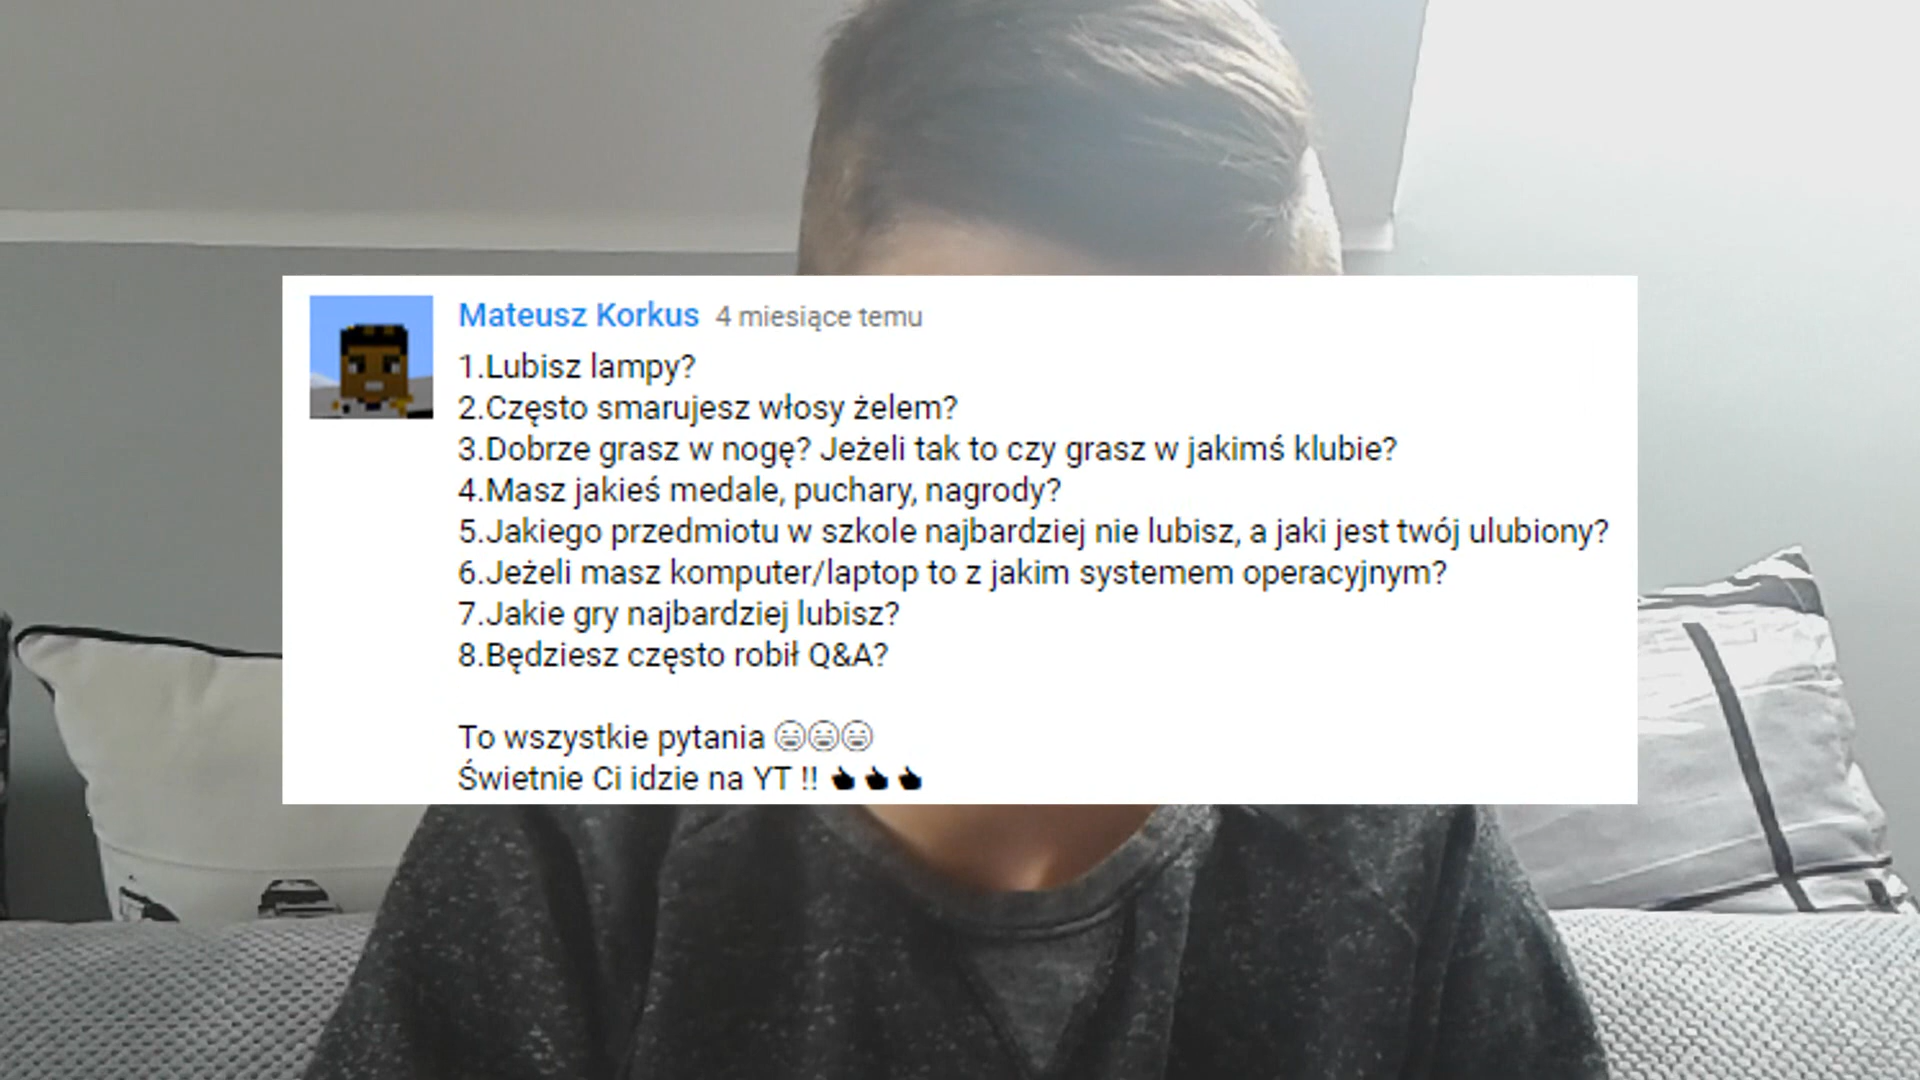 Mateusz Korkus 4 miesiące temu
1.Lubisz lampy?
2.Często smarujesz włosy żelem?
3.Dobrze grasz w nogę? Jeżeli tak to czy grasz w jakimś klubie?
4.Masz jakieś medale, puchary, nagrody?
5.Jakiego przedmiotu w szkole najbardziej nie lubisz, a jaki jest twój ulubiony?
6.Jeżeli masz komputer/laptop to z jakim systemem operacyjnym?
7.Jakie gry najbardziej lubisz?
8.Będziesz często robił Q&A?
To wszystkie pytania 😀😀😀
Świetnie Ci idzie na YT !! 👍👍👍